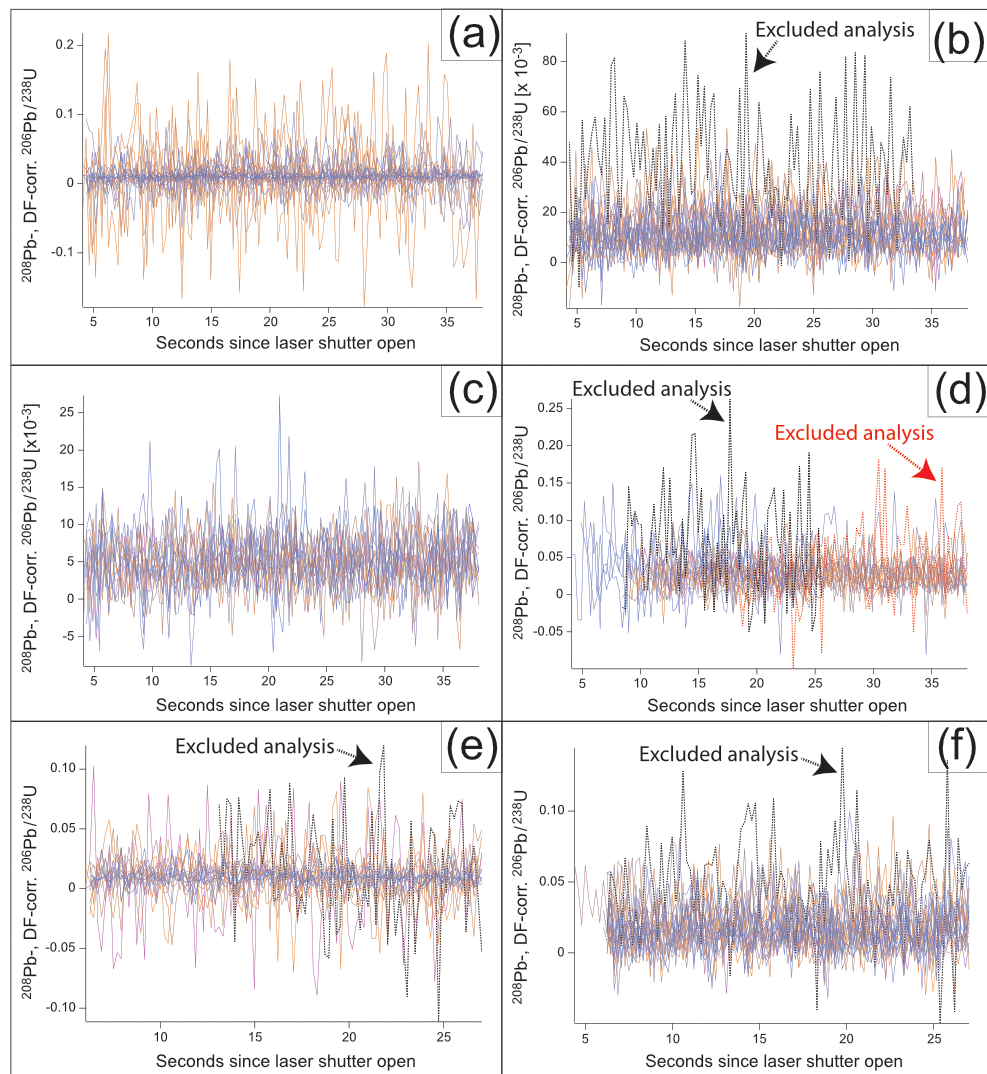 (a)
0.2
0.1
0
-0.1
5 10 15 20 25 30 35
Seconds since laser shutter open
²⁰⁸Pb-, DF-corr. ²⁰⁶Pb/²³⁸U
(b)
Excluded analysis
80
60
40
20
0
5 10 15 20 25 30 35
Seconds since laser shutter open
²⁰⁸Pb-, DF-corr. ²⁰⁶Pb/²³⁸U [x 10⁻³]
(c)
25
20
15
10
5
0
-5
5 10 15 20 25 30 35
Seconds since laser shutter open
²⁰⁸Pb-, DF-corr. ²⁰⁶Pb/²³⁸U [x10⁻³]
(d)
Excluded analysis
Excluded analysis
0.25
0.20
0.15
0.10
0.05
0
-0.05
5 10 15 20 25 30 35
Seconds since laser shutter open
²⁰⁸Pb-, DF-corr. ²⁰⁶Pb/²³⁸U
(e)
Excluded analysis
0.10
0.05
0
-0.05
-0.10
10 15 20 25
Seconds since laser shutter open
²⁰⁸Pb-, DF-corr. ²⁰⁶Pb/²³⁸U
(f)
Excluded analysis
0.10
0.05
0
5 10 15 20 25
Seconds since laser shutter open
²⁰⁸Pb-, DF-corr. ²⁰⁶Pb/²³⁸U